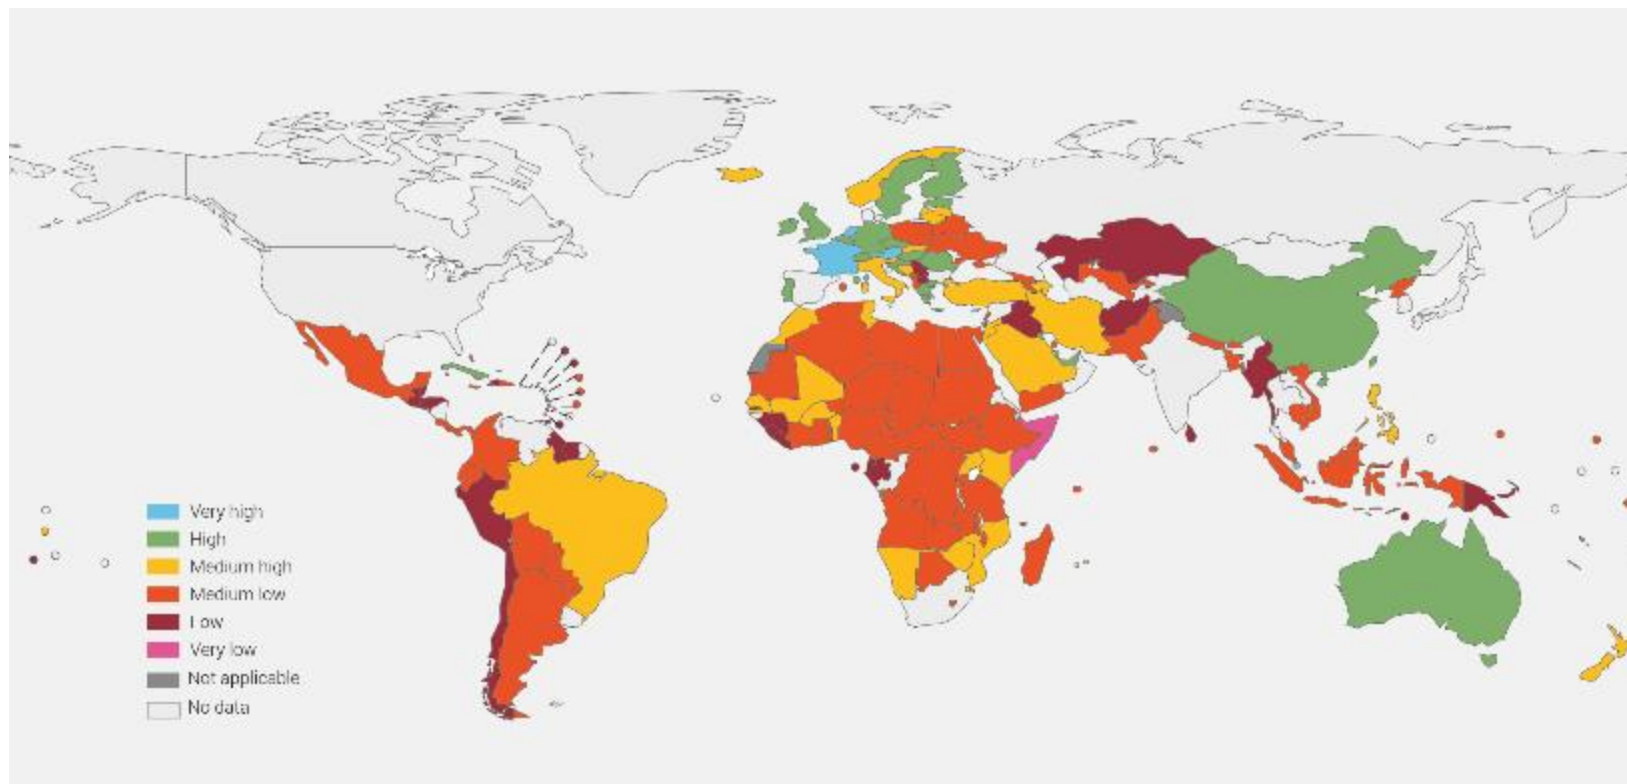 Very high
High
Medium high
Medium low
Low
Very low
Not applicable
No data